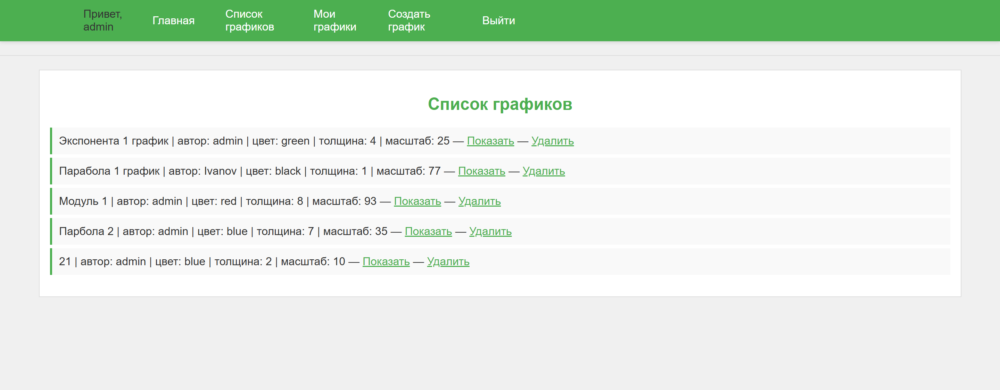 Привет,
admin
Главная
Список
графиков
Мои
графики
Создать
график
Выйти
Список графиков
Экспонента 1 график | автор: admin | цвет: green | толщина: 4 | масштаб: 25 — Показать — Удалить
Парабола 1 график | автор: Ivanov | цвет: black | толщина: 1 | масштаб: 77 — Показать — Удалить
Модуль 1 | автор: admin | цвет: red | толщина: 8 | масштаб: 93 — Показать — Удалить
Парбола 2 | автор: admin | цвет: blue | толщина: 7 | масштаб: 35 — Показать — Удалить
21 | автор: admin | цвет: blue | толщина: 2 | масштаб: 10 — Показать — Удалить